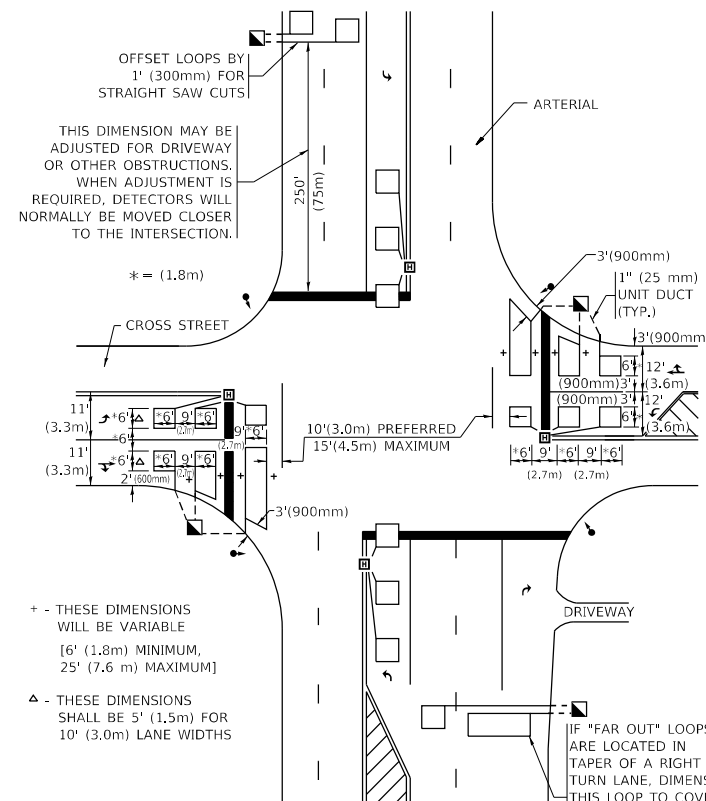 OFFSET LOOPS BY
1' (300mm) FOR
STRAIGHT SAW CUTS
ARTERIAL
THIS DIMENSION MAY BE
ADJUSTED FOR DRIVEWAY
OR OTHER OBSTRUCTIONS.
WHEN ADJUSTMENT IS
REQUIRED, DETECTORS WILL
NORMALLY BE MOVED CLOSER
TO THE INTERSECTION.
250'
(75m)
* = (1.8m)
H
3'(900mm)
1" (25 mm)
UNIT DUCT
(TYP.)
CROSS STREET
+ + +
3'(900mm)
6'* 12'
(900mm) 3' (3.6m)
(900mm) 3' 12'
6'* (3.6m)
H
11'
(3.3m)
*6' Δ *6' 9' *6'
(2.7m)
*6'
9' *6'
(2.7m)
11'
(3.3m)
*6' Δ *6' 9' *6'
(2.7m)
2' (600mm) + + +
10'(3.0m) PREFERRED
15'(4.5m) MAXIMUM
H
*6' 9' *6' 9' *6'
(2.7m) (2.7m)
3'(900mm)
H
+ - THESE DIMENSIONS
WILL BE VARIABLE
[6' (1.8m) MINIMUM,
25' (7.6 m) MAXIMUM]
DRIVEWAY
Δ - THESE DIMENSIONS
SHALL BE 5' (1.5m) FOR
10' (3.0m) LANE WIDTHS
IF "FAR OUT" LOOPS
ARE LOCATED IN
TAPER OF A RIGHT
TURN LANE, DIMENS
THIS LOOP TO COVE